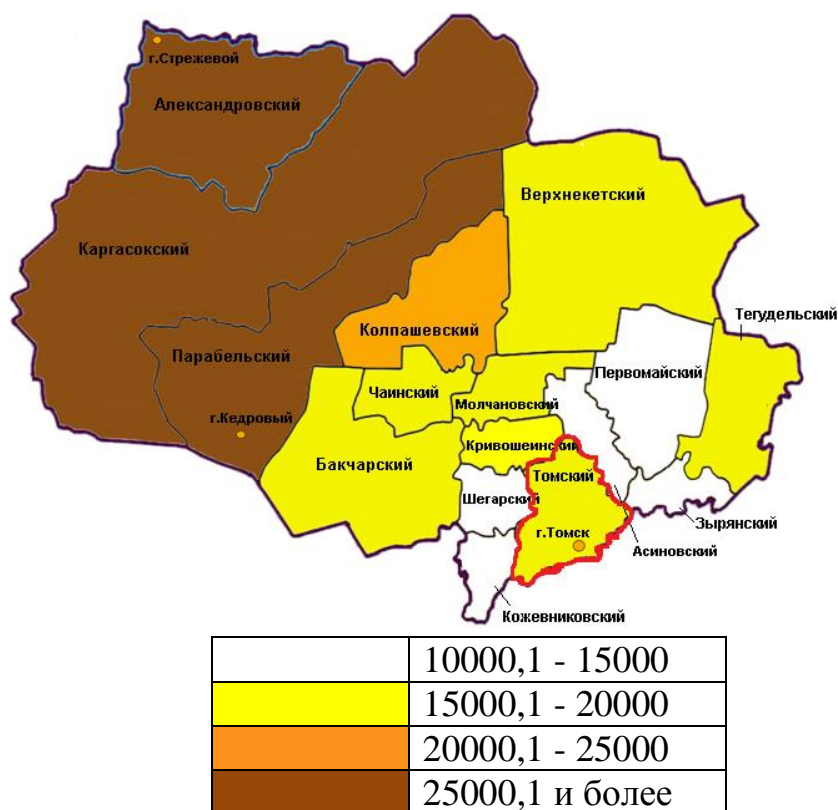 г.Стрежевой
Александровский
Верхнекетский
Каргасокский
Тегудельский
Колпашевский
Парабельский
Первомайский
Чаинский
Молчановский
г.Кедровый
Кривошеинский
Бакчарский
Томский
Шегарский
Зырянский
г.Томск
Асиновский
Кожевниковский
10000,1 - 15000
15000,1 - 20000
20000,1 - 25000
25000,1 и более